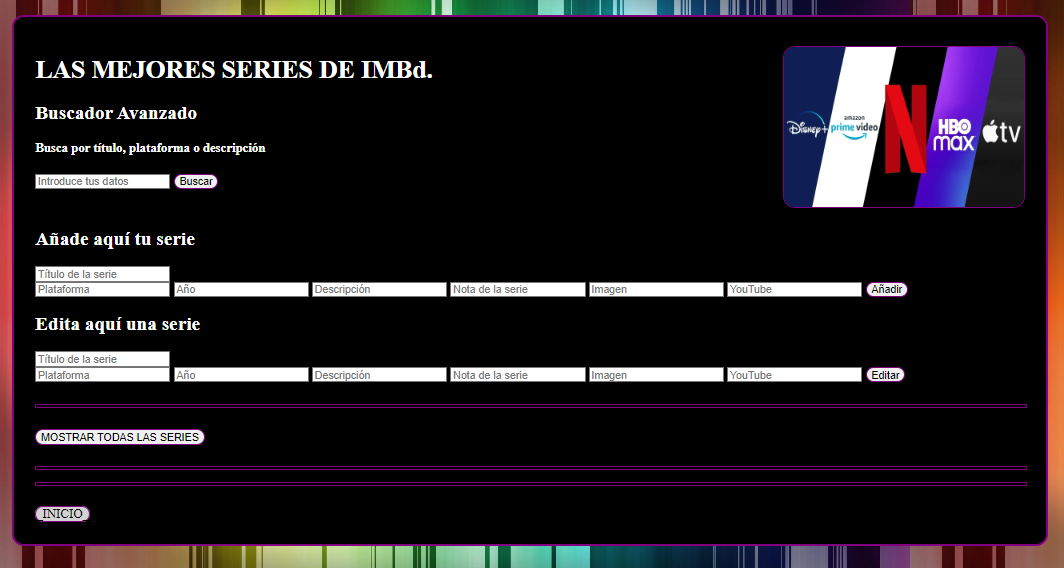 LAS MEJORES SERIES DE IMBd.
Buscador Avanzado
Busca por título, plataforma o descripción
Introduce tus datos Buscar
Disney+ amazon prime video N HBO max tv
Añade aquí tu serie
Título de la serie
Plataforma Año Descripción Nota de la serie Imagen YouTube Añadir
Edita aquí una serie
Título de la serie
Plataforma Año Descripción Nota de la serie Imagen YouTube Editar
MOSTRAR TODAS LAS SERIES
INICIO